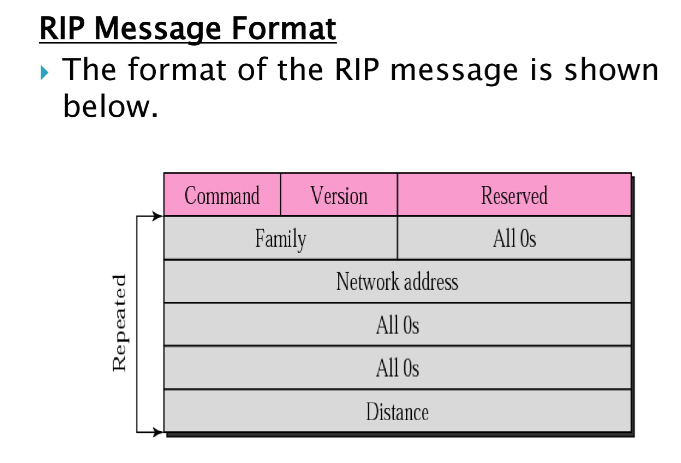 RIP Message Format
The format of the RIP message is shown
below.
Command Version Reserved
Family All 0s
Network address
All 0s
All 0s
Distance
Repeated